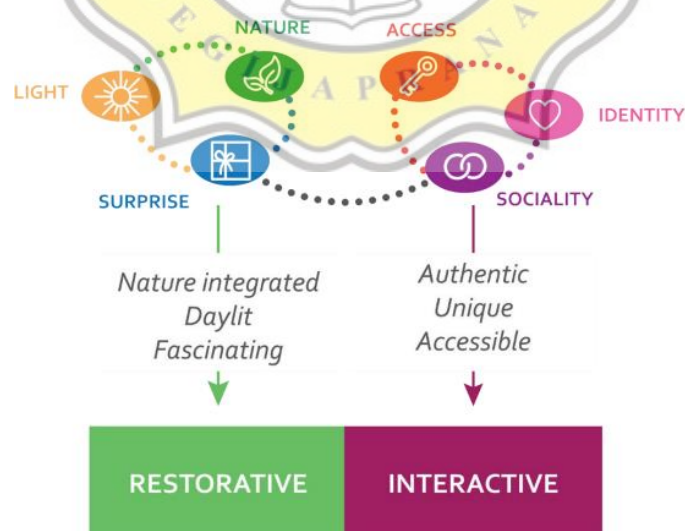 NATURE
ACCESS
LIGHT
IDENTITY
SURPRISE
SOCIALITY
Nature integrated
Daylit
Fascinating
Authentic
Unique
Accessible
RESTORATIVE
INTERACTIVE